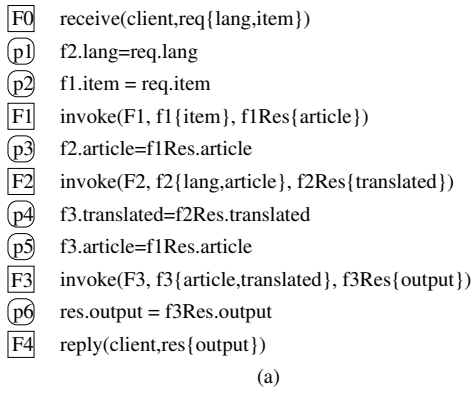 F0 receive(client,req{lang,item})
p1 f2.lang=req.lang
p2 f1.item = req.item
F1 invoke(F1, f1{item}, f1Res{article})
p3 f2.article=f1Res.article
F2 invoke(F2, f2{lang,article}, f2Res{translated})
p4 f3.translated=f2Res.translated
p5 f3.article=f1Res.article
F3 invoke(F3, f3{article,translated}, f3Res{output})
p6 res.output = f3Res.output
F4 reply(client,res{output})
(a)